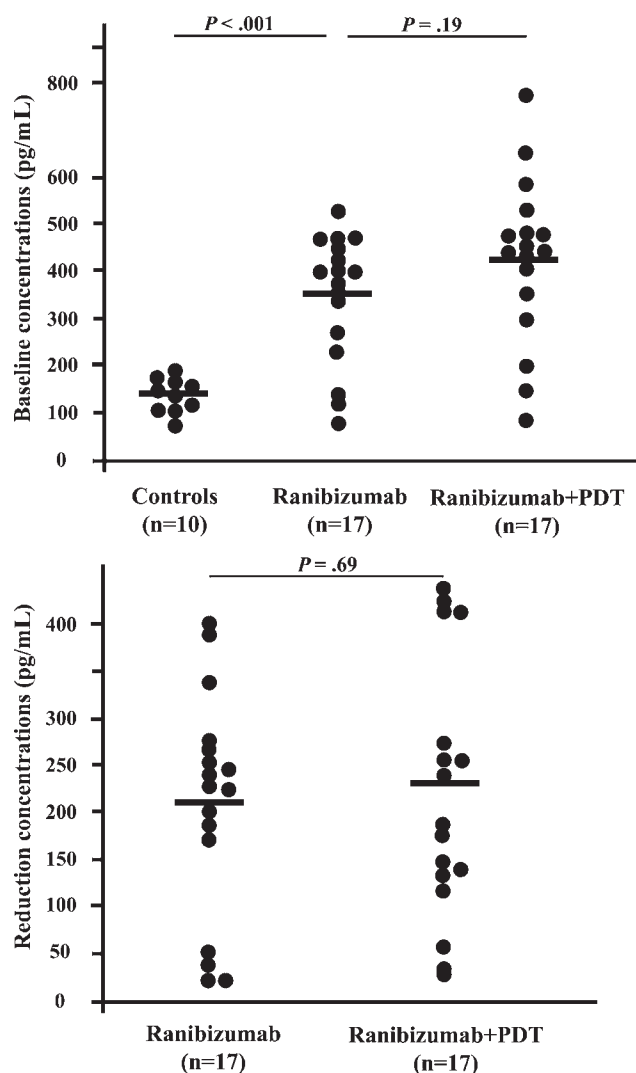 P < .001
P = .19
Baseline concentrations (pg/mL)
800
600
500
400
300
200
100
0
Controls
(n=10)
Ranibizumab
(n=17)
Ranibizumab+PDT
(n=17)
P = .69
Reduction concentrations (pg/mL)
400
300
250
200
150
100
50
0
Ranibizumab
(n=17)
Ranibizumab+PDT
(n=17)